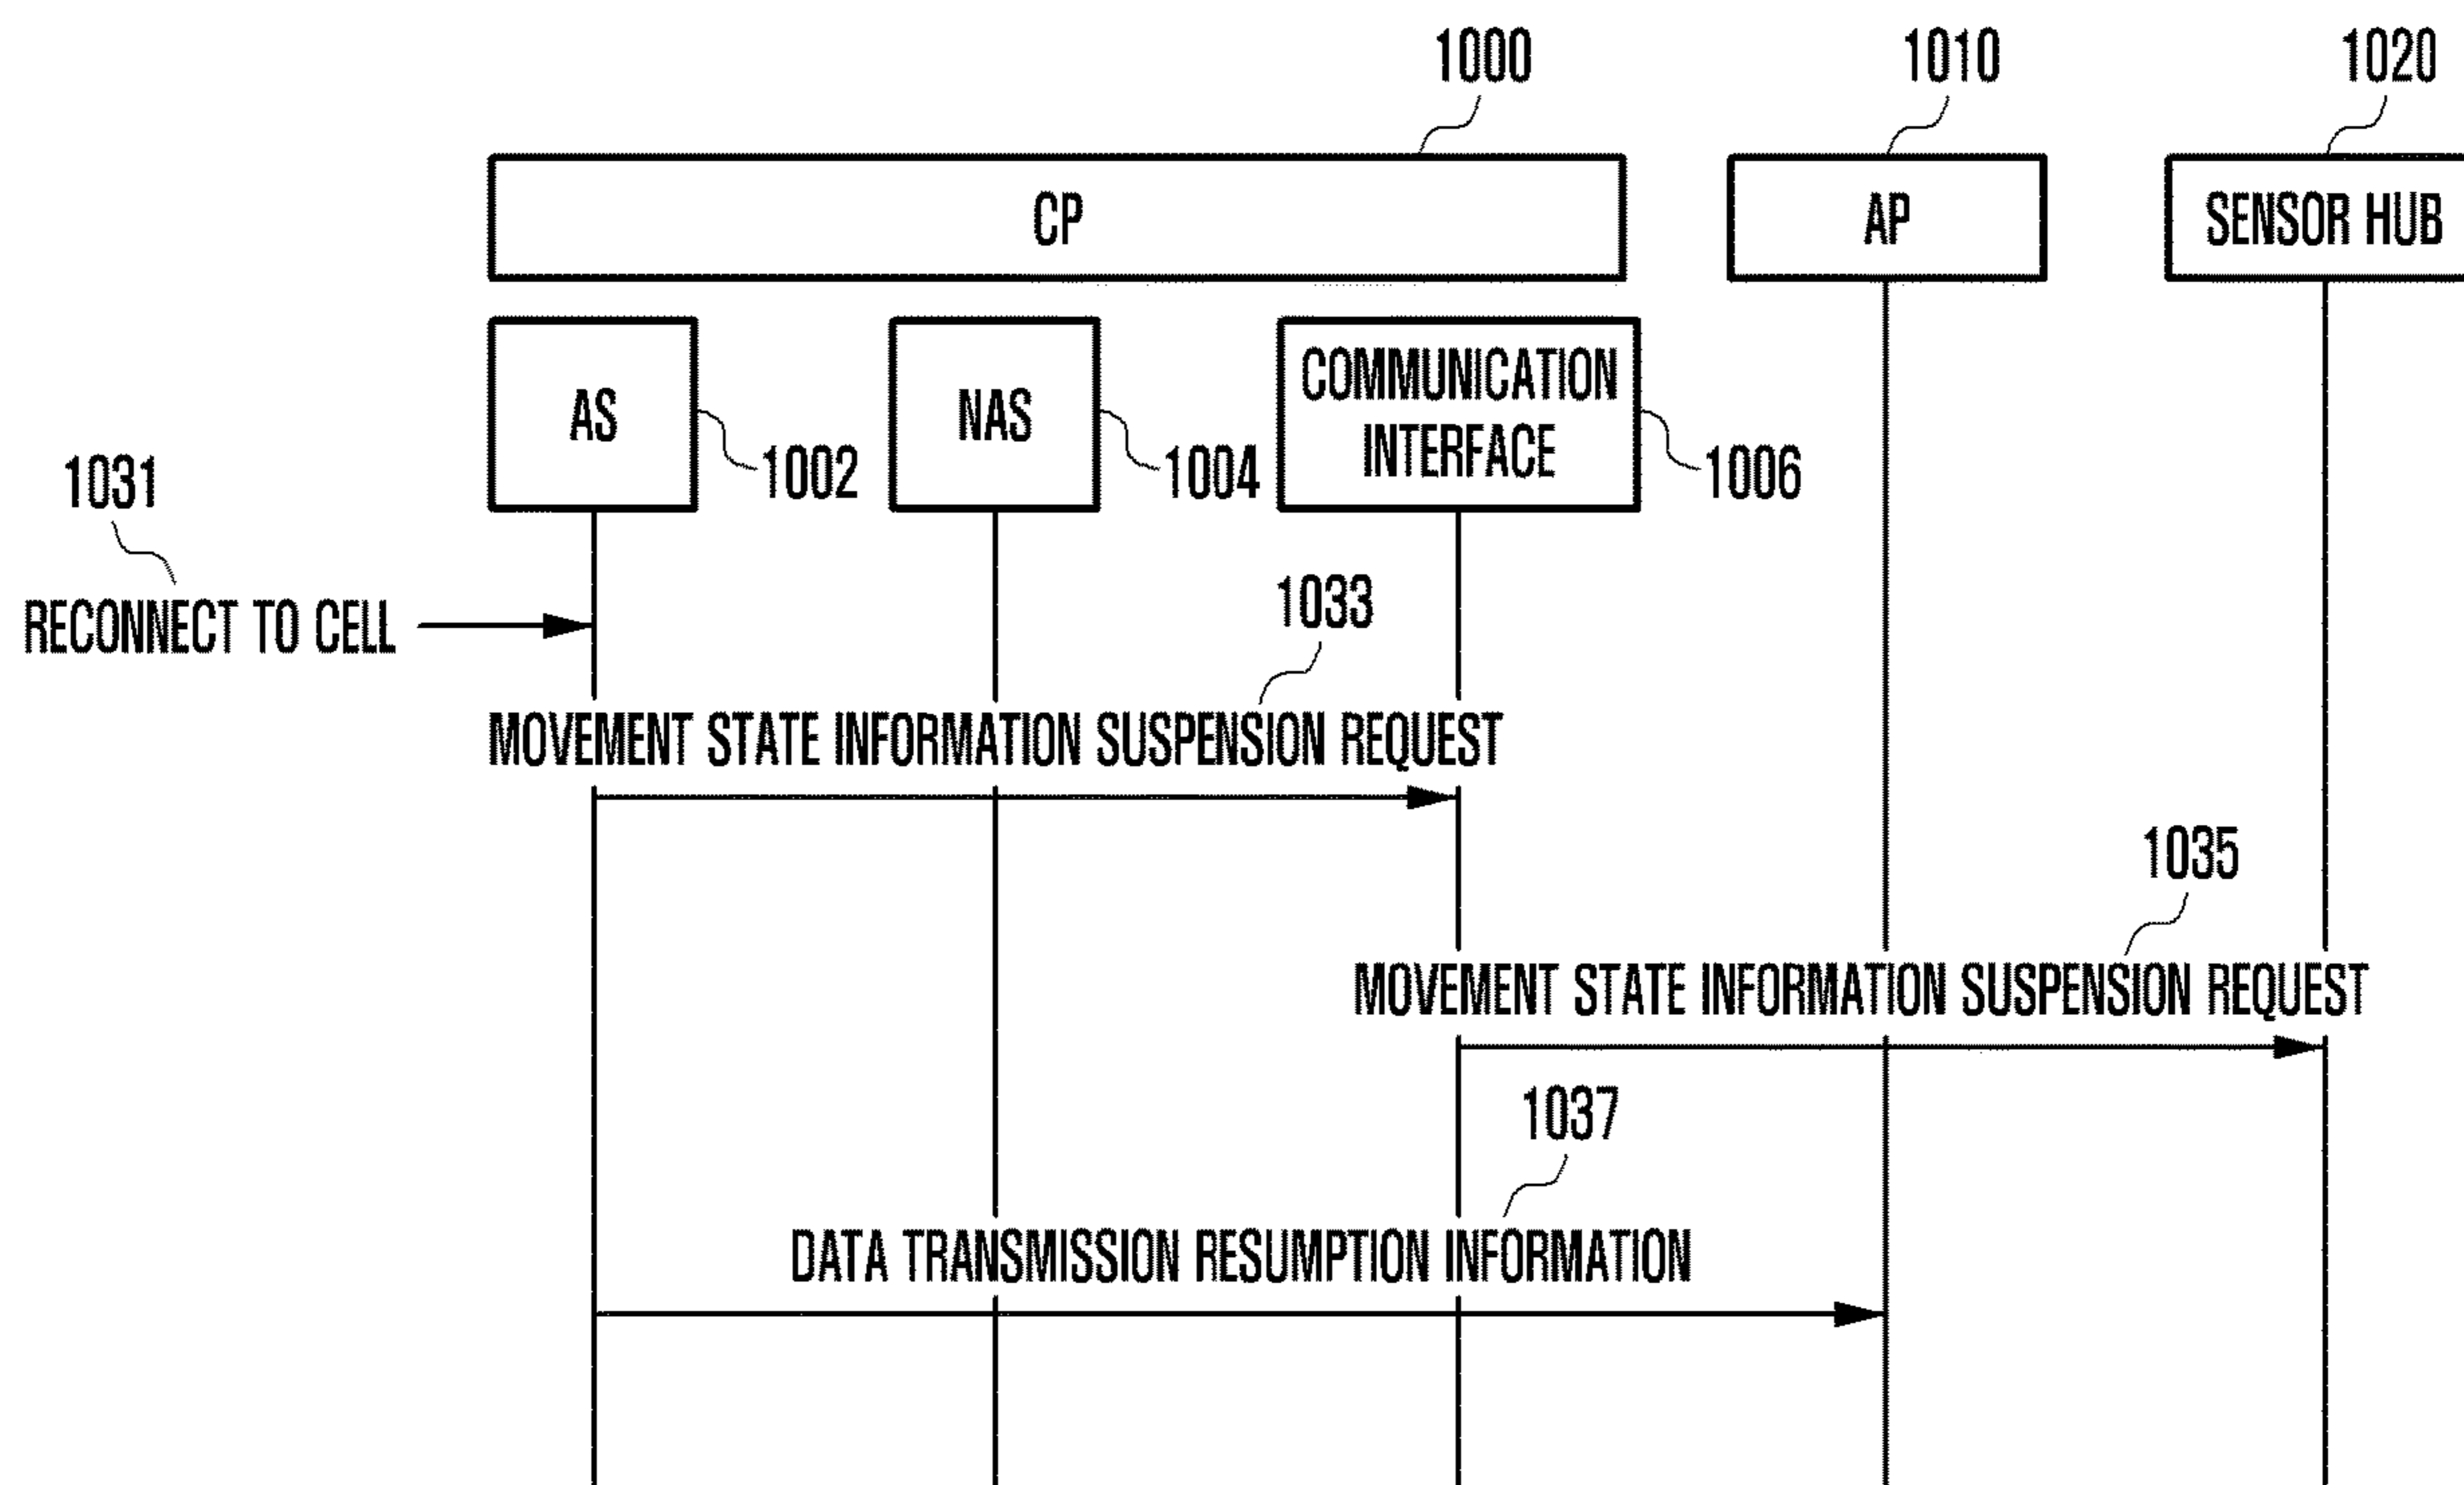 1000
1010
1020
CP
AP
SENSOR HUB
AS
NAS
COMMUNICATION
INTERFACE
1002
1004
1006
1031
RECONNECT TO CELL
1033
MOVEMENT STATE INFORMATION SUSPENSION REQUEST
1035
MOVEMENT STATE INFORMATION SUSPENSION REQUEST
1037
DATA TRANSMISSION RESUMPTION INFORMATION